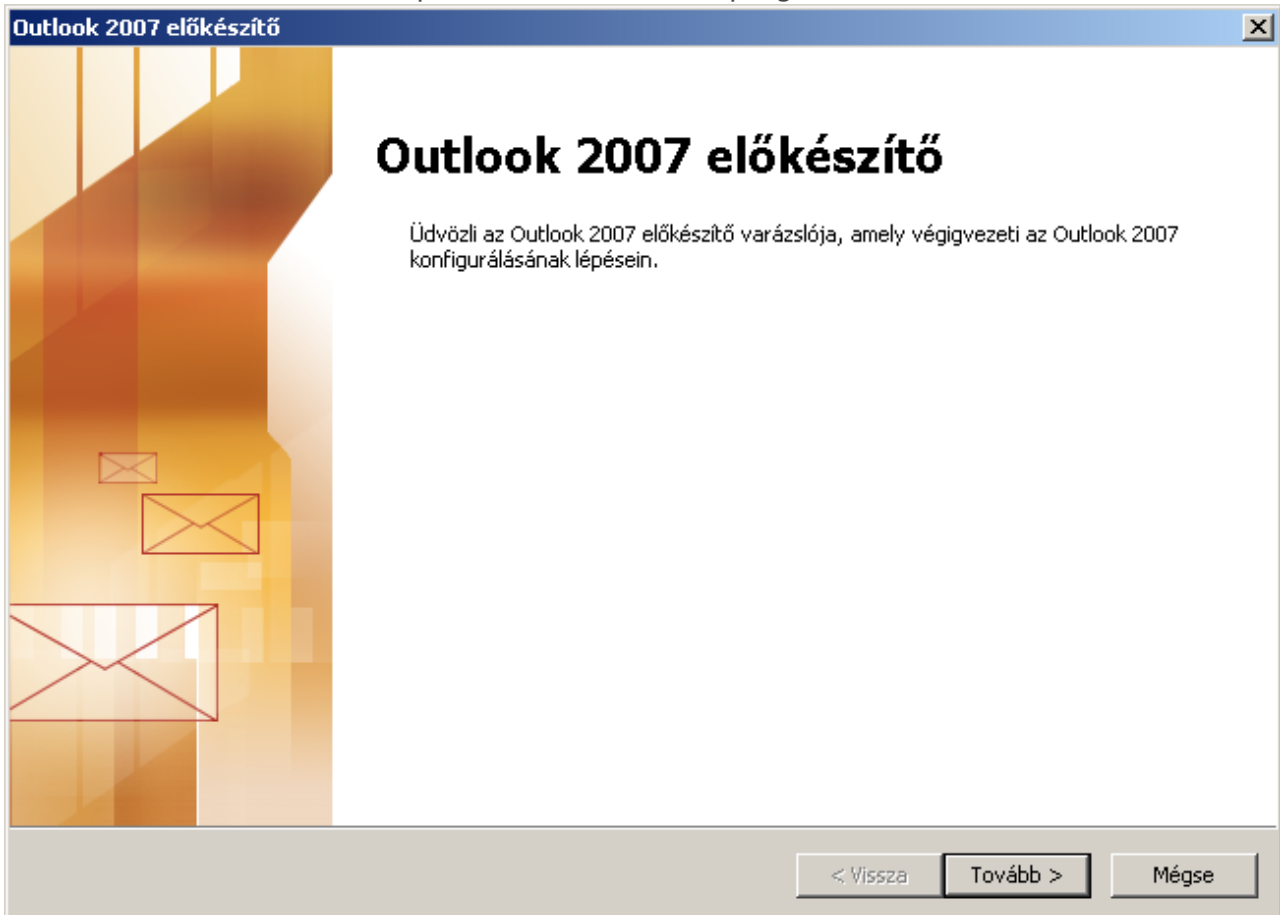 Outlook 2007 előkészítő
Outlook 2007 előkészítő
Üdvözli az Outlook 2007 előkészítő varázslója, amely végigvezeti az Outlook 2007
konfigurálásának lépésein.
< Vissza Tovább > Mégse